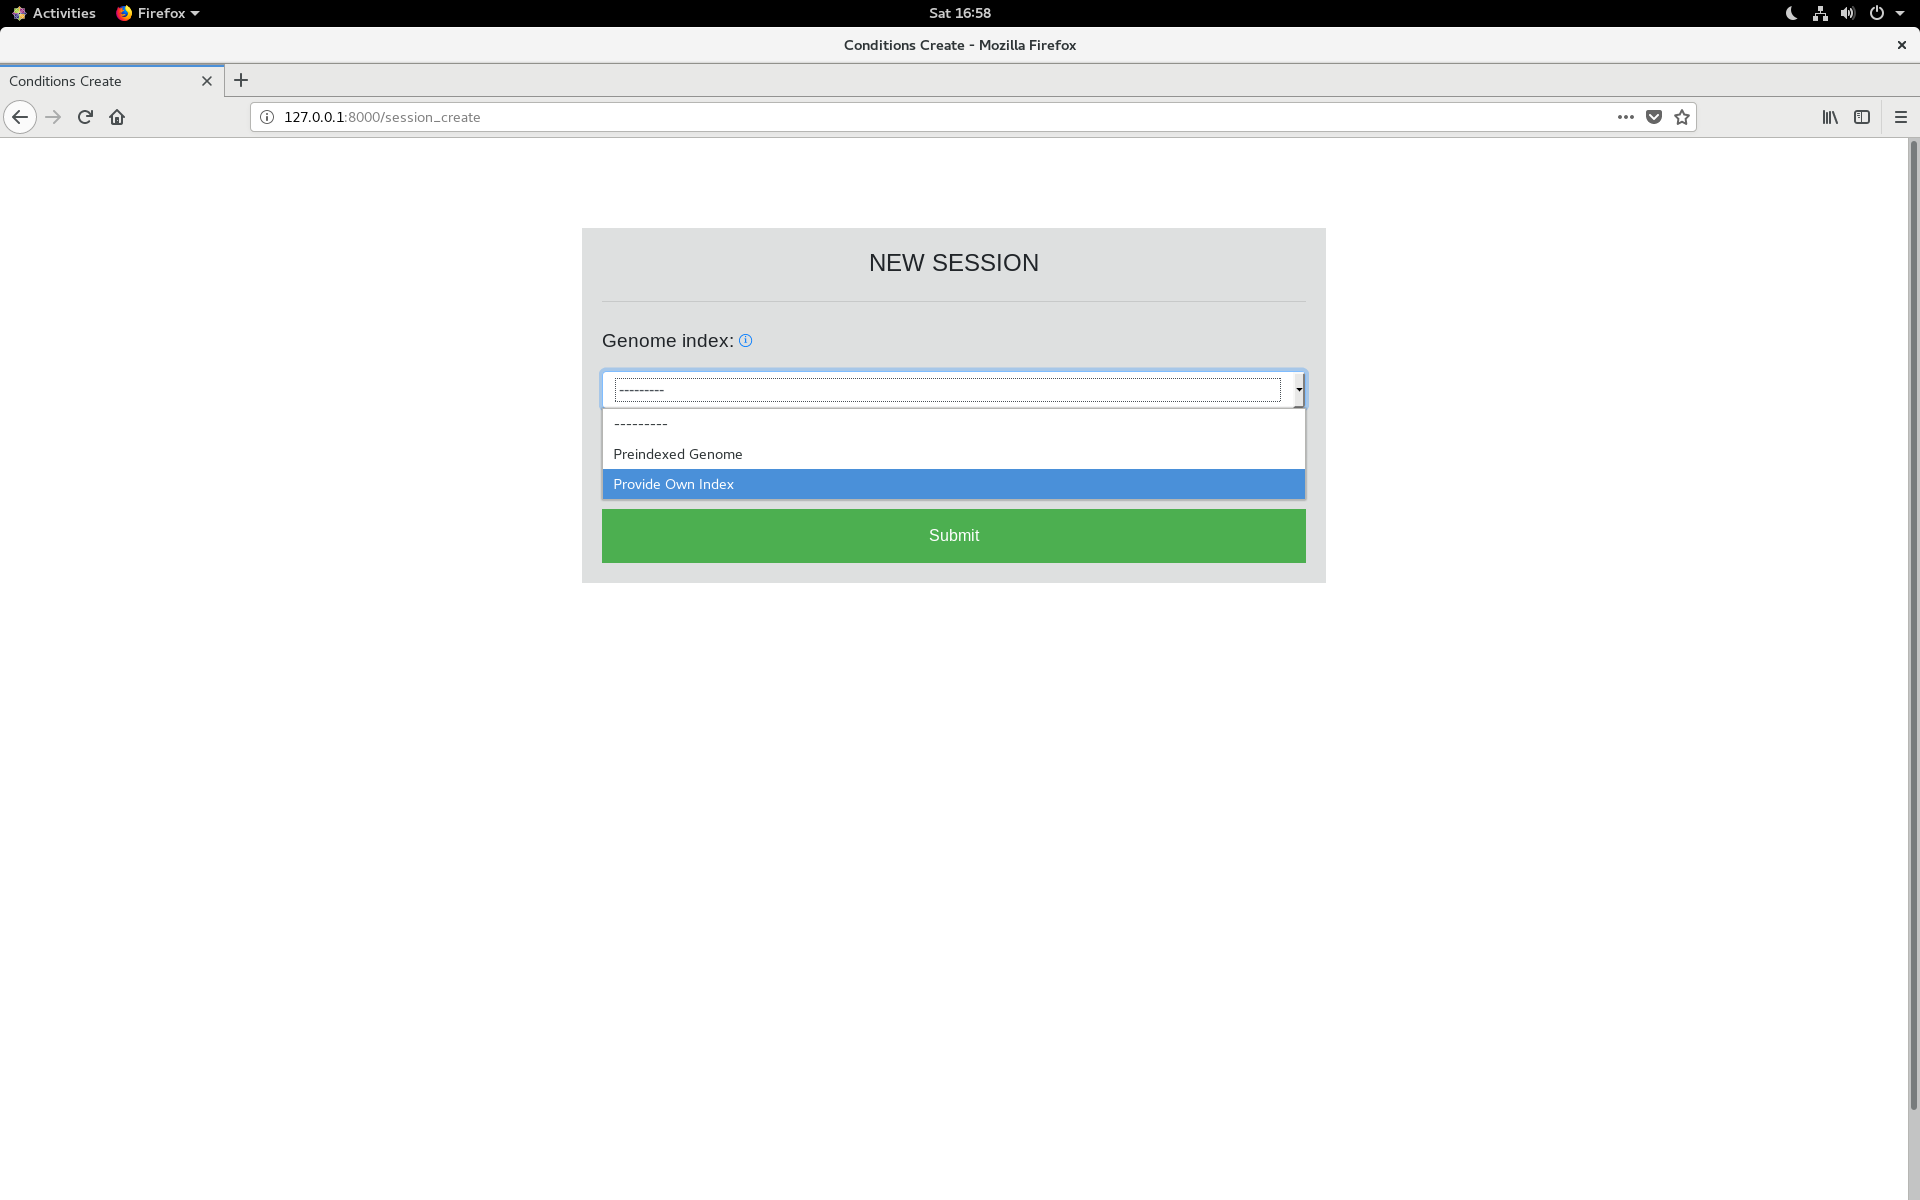 Activities Firefox Sat 16:58
Conditions Create - Mozilla Firefox
Conditions Create
127.0.0.1:8000/session_create
NEW SESSION
Genome index:
---------
---------
Preindexed Genome
Provide Own Index
Submit